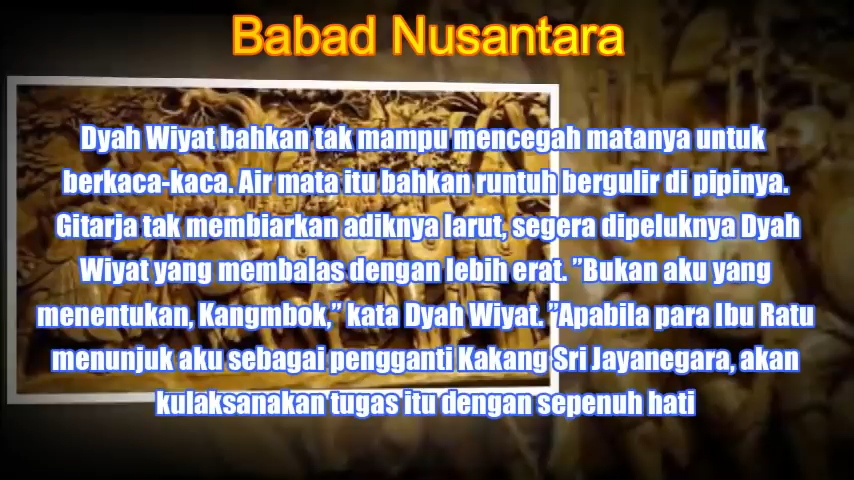 Babad Nusantara
Dyah Wiyat bahkan tak mampu mencegah matanya untuk
berkaca-kaca. Air mata itu bahkan runtuh bergulir di pipinya.
Gitarja tak membiarkan adiknya larut, segera dipeluknya Dyah
Wiyat yang membalas dengan lebih erat. ”Bukan aku yang
menentukan, Kangmbok,” kata Dyah Wiyat. ”Apabila para Ibu Ratu
menunjuk aku sebagai pengganti Kakang Sri Jayanegara, akan
kulaksanakan tugas itu dengan sepenuh hati